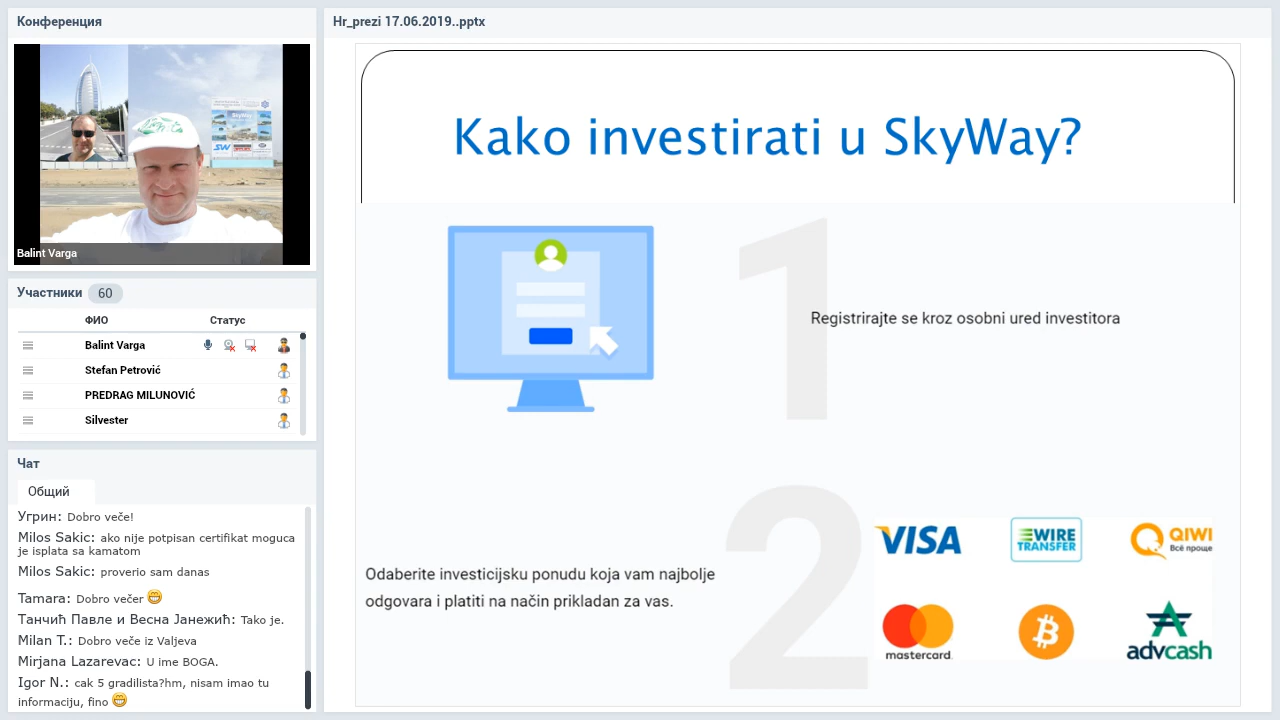 Конференция
SkyWay
SW
Balint Varga
Участники 60
ФИО Статус
Balint Varga
Stefan Petrović
PREDRAG MILUNOVIĆ
Silvester
Чат
Общий
Угрин: Dobro veče!
Milos Sakic: ako nije potpisan certifikat moguca
je isplata sa kamatom
Milos Sakic: proverio sam danas
Tamara: Dobro večer
Танчић Павле и Весна Јанежић: Tako je.
Milan T.: Dobro veče iz Valjeva
Mirjana Lazarevac: U ime BOGA.
Igor N.: cak 5 gradilista?hm, nisam imao tu
informaciju, fino
Hr_prezi 17.06.2019..pptx
Kako investirati u SkyWay?
1
Registrirajte se kroz osobni ured investitora
2
Odaberite investicijsku ponudu koja vam najbolje
odgovara i platiti na način prikladan za vas.
VISA
WIRE
TRANSFER
QIWI
Всё проще
mastercard.
advcash